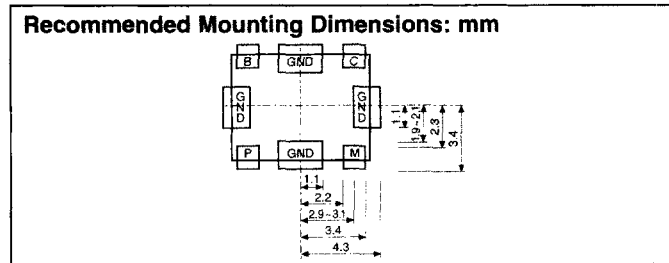 Recommended Mounting Dimensions: mm
B GND C
GND GND
P GND M
1.1
1.9~2.1
2.3
3.4
1.1
2.2
2.9~3.1
3.4
4.3